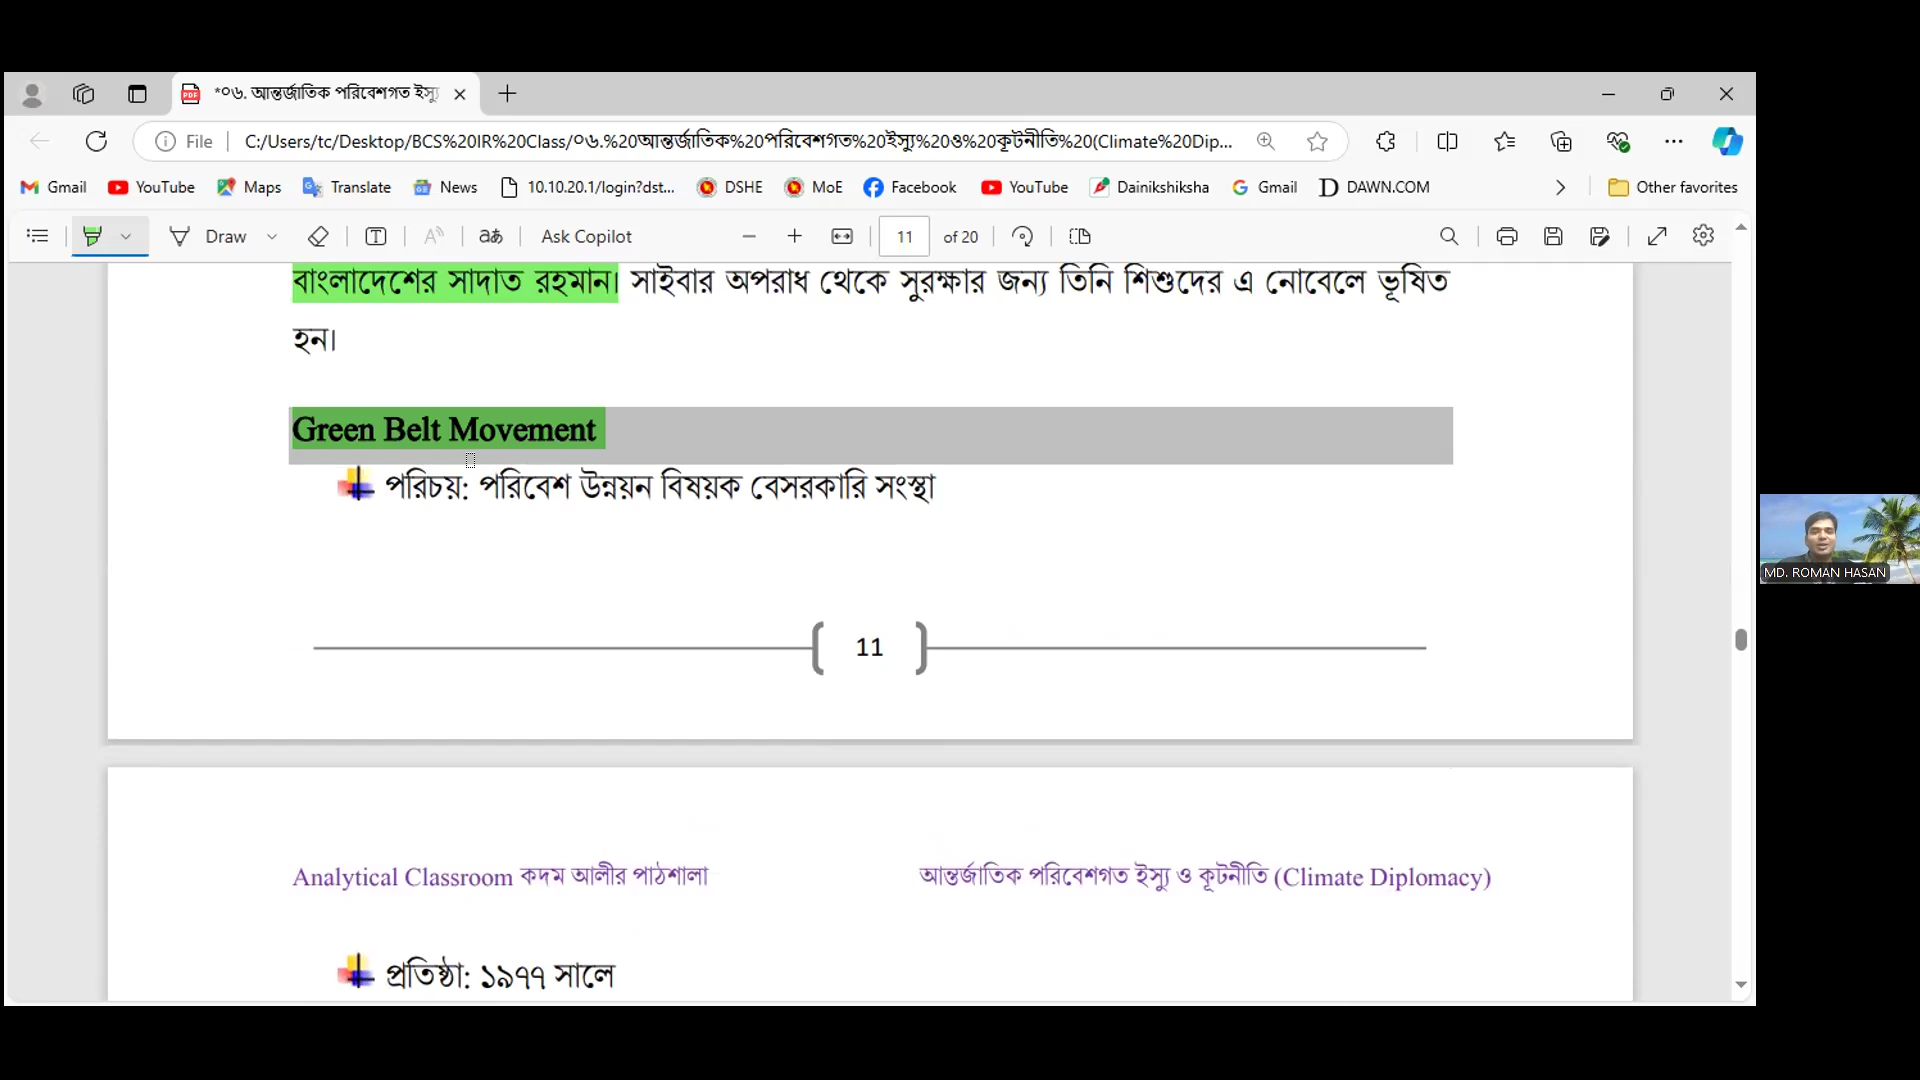 *০৬. আন্তর্জাতিক পরিবেশগত ইস্যু
File C:/Users/tc/Desktop/BCS%20IR%20Class/০৬.%20আন্তর্জাতিক%20পরিবেশগত%20ইস্যু%20ও%20কূটনীতি%20(Climate%20Dip...
Gmail YouTube Maps Translate News 10.10.20.1/login?dst... DSHE MoE Facebook YouTube Dainikshiksha Gmail DAWN.COM Other favorites
Draw Ask Copilot 11 of 20
বাংলাদেশের সাদাত রহমান। সাইবার অপরাধ থেকে সুরক্ষার জন্য তিনি শিশুদের এ নোবেলে ভূষিত
হন।
Green Belt Movement
পরিচয়: পরিবেশ উন্নয়ন বিষয়ক বেসরকারি সংস্থা
MD. ROMAN HASAN
11
Analytical Classroom কদম আলীর পাঠশালা আন্তর্জাতিক পরিবেশগত ইস্যু ও কূটনীতি (Climate Diplomacy)
প্রতিষ্ঠা: ১৯৭৭ সালে